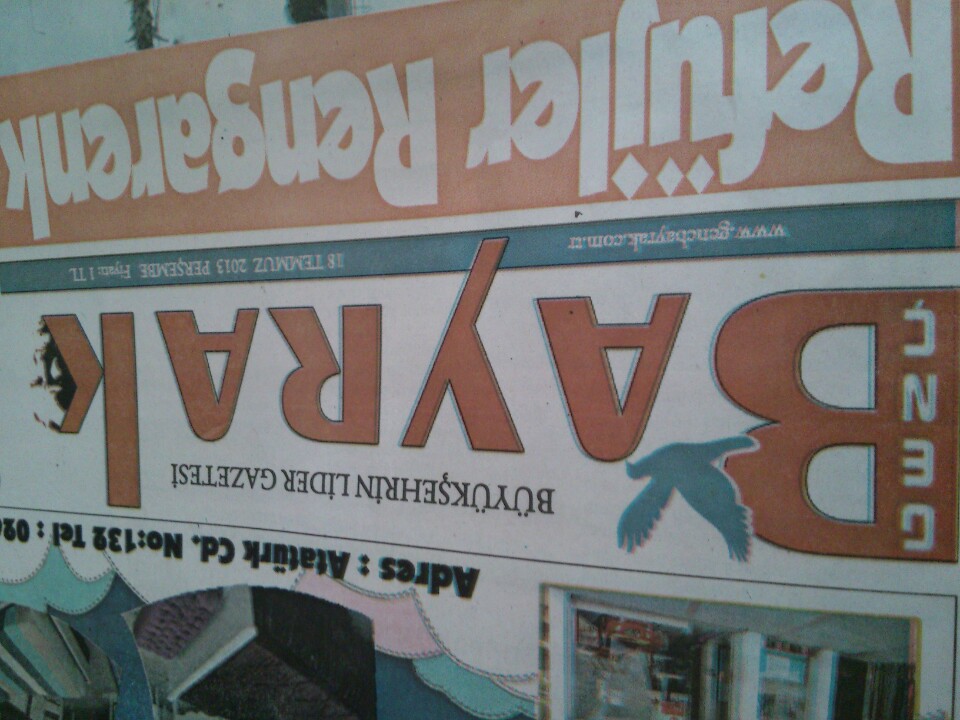 Adres : Atatürk Cd. No:132 Tel :
BÜYÜKŞEHRİN LİDER GAZETESİ
GENÇ
BAYRAK
www.gencbayrak.com.tr 18 TEMMUZ 2013 PERŞEMBE Fiyatı: 1 TL
Refüjler Rengarenk